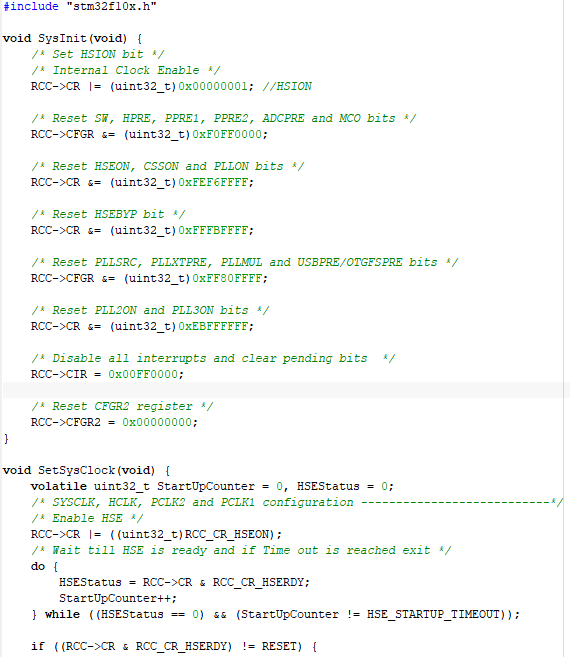 #include "stm32f10x.h"
void SysInit(void) {
/* Set HSION bit */
/* Internal Clock Enable */
RCC->CR |= (uint32_t)0x00000001; //HSION
/* Reset SW, HPRE, PPRE1, PPRE2, ADCPRE and MCO bits */
RCC->CFGR &= (uint32_t)0xF0FF0000;
/* Reset HSEON, CSSON and PLLON bits */
RCC->CR &= (uint32_t)0xFEF6FFFF;
/* Reset HSEBYP bit */
RCC->CR &= (uint32_t)0xFFFBFFFF;
/* Reset PLLSRC, PLLXTPRE, PLLMUL and USBPRE/OTGFSPRE bits */
RCC->CFGR &= (uint32_t)0xFF80FFFF;
/* Reset PLL2ON and PLL3ON bits */
RCC->CR &= (uint32_t)0xEBFFFFFF;
/* Disable all interrupts and clear pending bits  */
RCC->CIR = 0x00FF0000;
/* Reset CFGR2 register */
RCC->CFGR2 = 0x00000000;
}
void SetSysClock(void) {
volatile uint32_t StartUpCounter = 0, HSEStatus = 0;
/* SYSCLK, HCLK, PCLK2 and PCLK1 configuration ---------------------------*/
/* Enable HSE */
RCC->CR |= ((uint32_t)RCC_CR_HSEON);
/* Wait till HSE is ready and if Time out is reached exit */
do {
HSEStatus = RCC->CR & RCC_CR_HSERDY;
StartUpCounter++;
} while ((HSEStatus == 0) && (StartUpCounter != HSE_STARTUP_TIMEOUT));
if ((RCC->CR & RCC_CR_HSERDY) != RESET) {